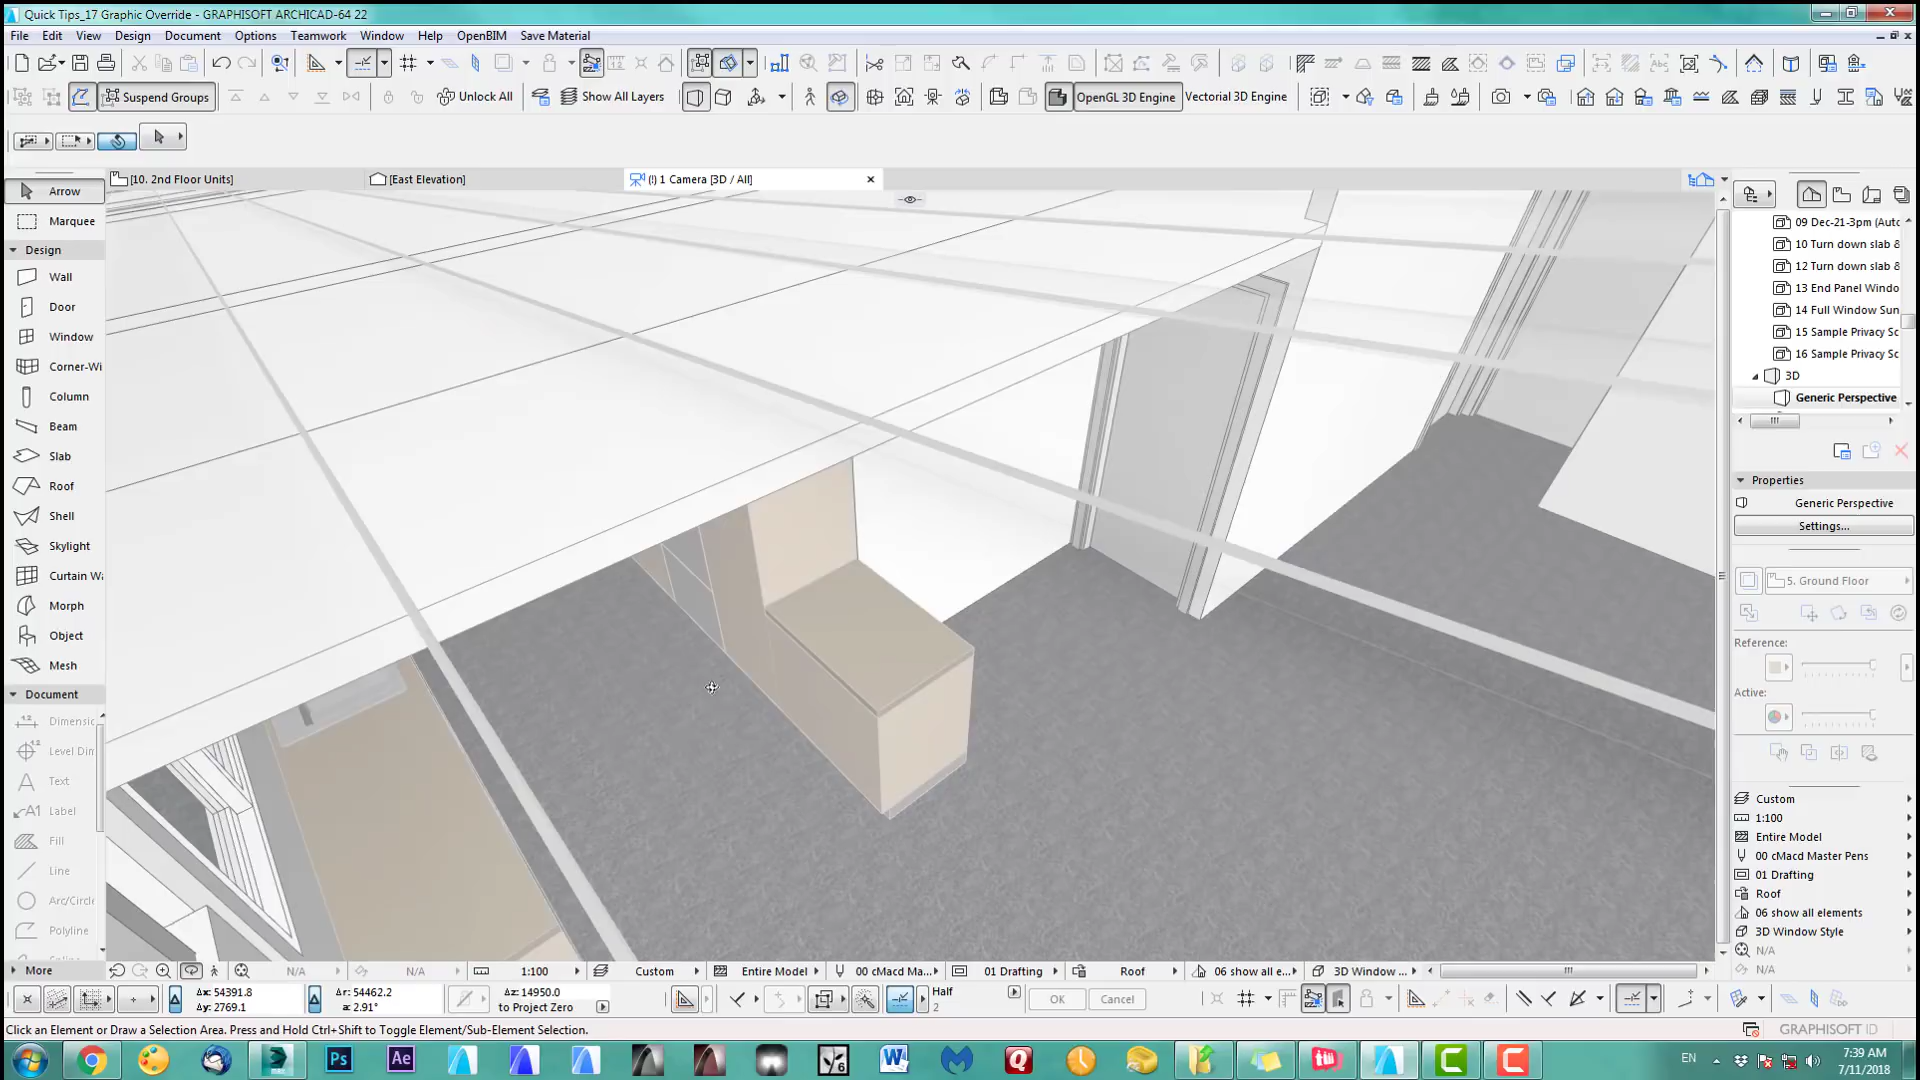 Quick Tips_17 Graphic Override - GRAPHISOFT ARCHICAD-64 22
File Edit View Design Document Options Teamwork Window Help OpenBIM Save Material
Suspend Groups Unlock All Show All Layers OpenGL 3D Engine Vectorial 3D Engine
[10. 2nd Floor Units] [East Elevation] (!) 1 Camera [3D / All]
Arrow
Marquee
Design
Wall
Door
Window
Corner-Wi
Column
Beam
Slab
Roof
Shell
Skylight
Curtain Wa
Morph
Object
Mesh
Document
Dimensic
Level Dim
Text
Label
Fill
Line
Arc/Circle
Polyline
More
09 Dec-21-3pm (Auto
10 Turn down slab &
12 Turn down slab &
13 End Panel Windo
14 Full Window Sun
15 Sample Privacy Sc
16 Sample Privacy Sc
3D
Generic Perspective
Properties
Generic Perspective
Settings...
5. Ground Floor
Reference:
Active:
Custom
1:100
Entire Model
00 cMacd Master Pens
01 Drafting
Roof
06 show all elements
3D Window Style
N/A
N/A
N/A N/A 1:100 Custom Entire Model 00 cMacd Ma... 01 Drafting Roof 06 show all e... 3D Window ...
Δx: 54391.8 Δr: 54462.2 Δz: 14950.0 Half
Δy: 2769.1 a: 2.91° to Project Zero 2 OK Cancel
Click an Element or Draw a Selection Area. Press and Hold Ctrl+Shift to Toggle Element/Sub-Element Selection.
GRAPHISOFT ID
Ps Ae W Q C C
EN 7:39 AM
7/11/2018